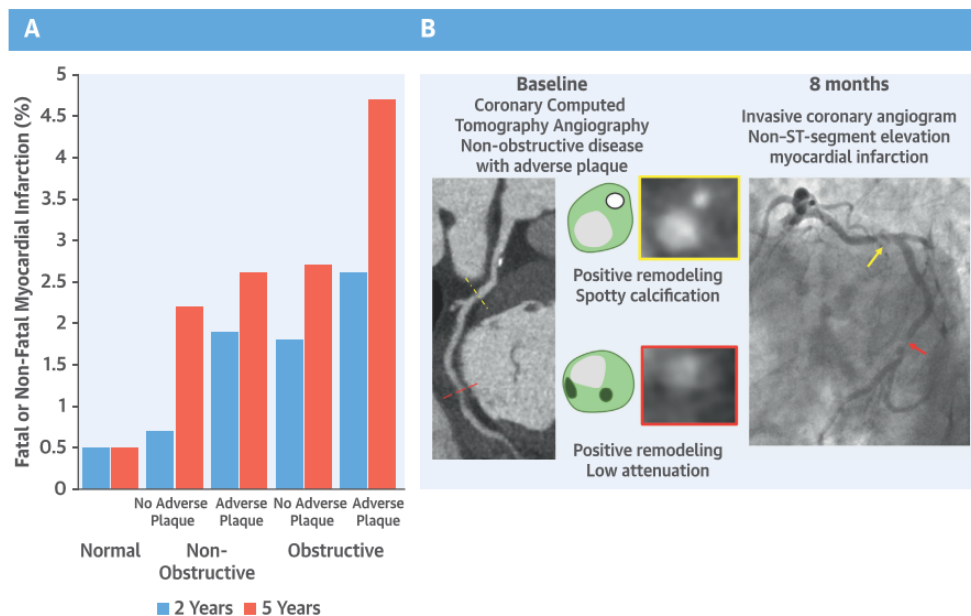 A
B
Fatal or Non-Fatal Myocardial Infarction (%)
5
4.5
4
3.5
3
2.5
2
1.5
1
0.5
0
No Adverse
Plaque
Adverse
Plaque
No Adverse
Plaque
Adverse
Plaque
Normal
Non-
Obstructive
Obstructive
2 Years
5 Years
Baseline
Coronary Computed
Tomography Angiography
Non-obstructive disease
with adverse plaque
Positive remodeling
Spotty calcification
Positive remodeling
Low attenuation
8 months
Invasive coronary angiogram
Non–ST-segment elevation
myocardial infarction